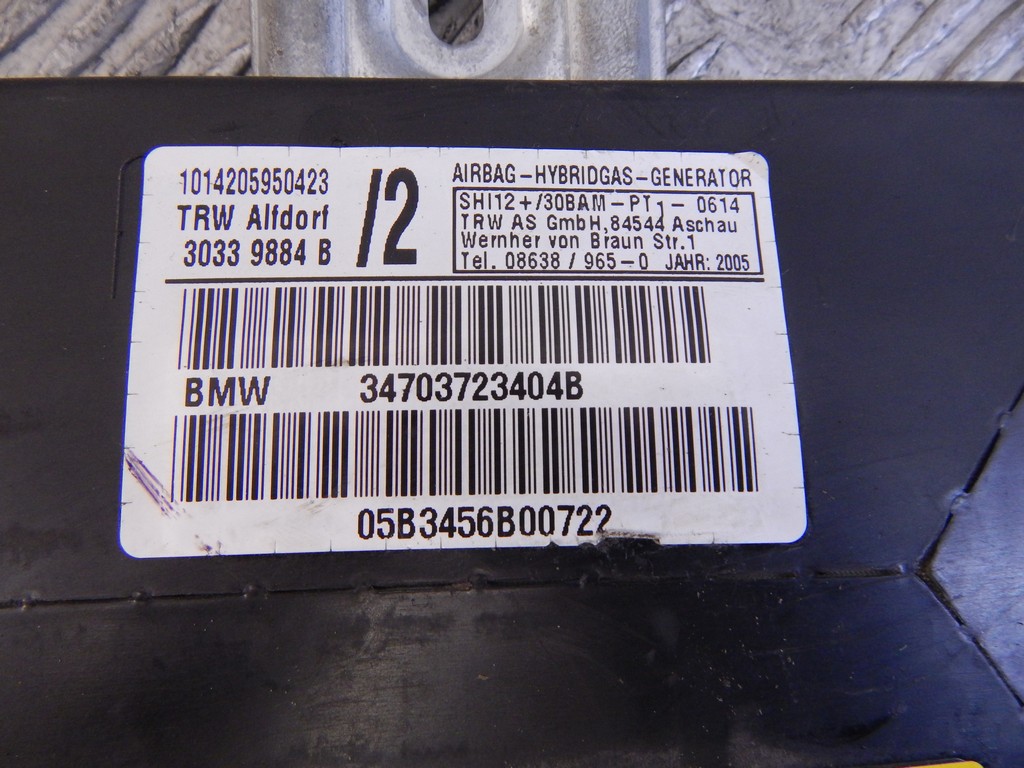 1014205950423
TRW Alfdorf
3033 9884 B
/2
AIRBAG-HYBRIDGAS-GENERATOR
SHI12+/30BAM-PT1-0614
TRW AS GmbH,84544 Aschau
Wernher von Braun Str.1
Tel. 08638/965-0 JAHR: 2005
BMW 34703723404B
05B3456B00722